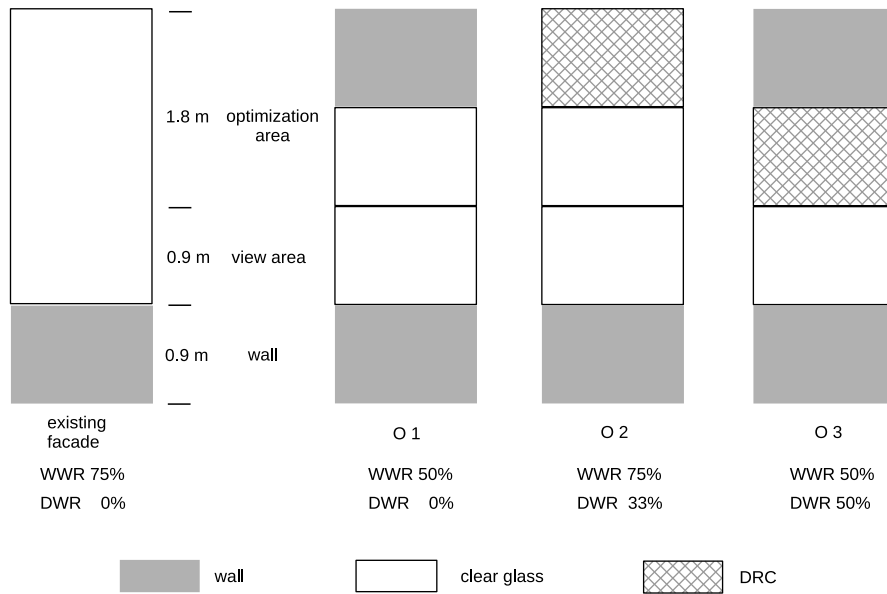 1.8 m optimization
area
0.9 m view area
0.9 m wall
existing
facade
O 1 O 2 O 3
WWR 75% WWR 50% WWR 75% WWR 50%
DWR 0% DWR 0% DWR 33% DWR 50%
wall clear glass DRC